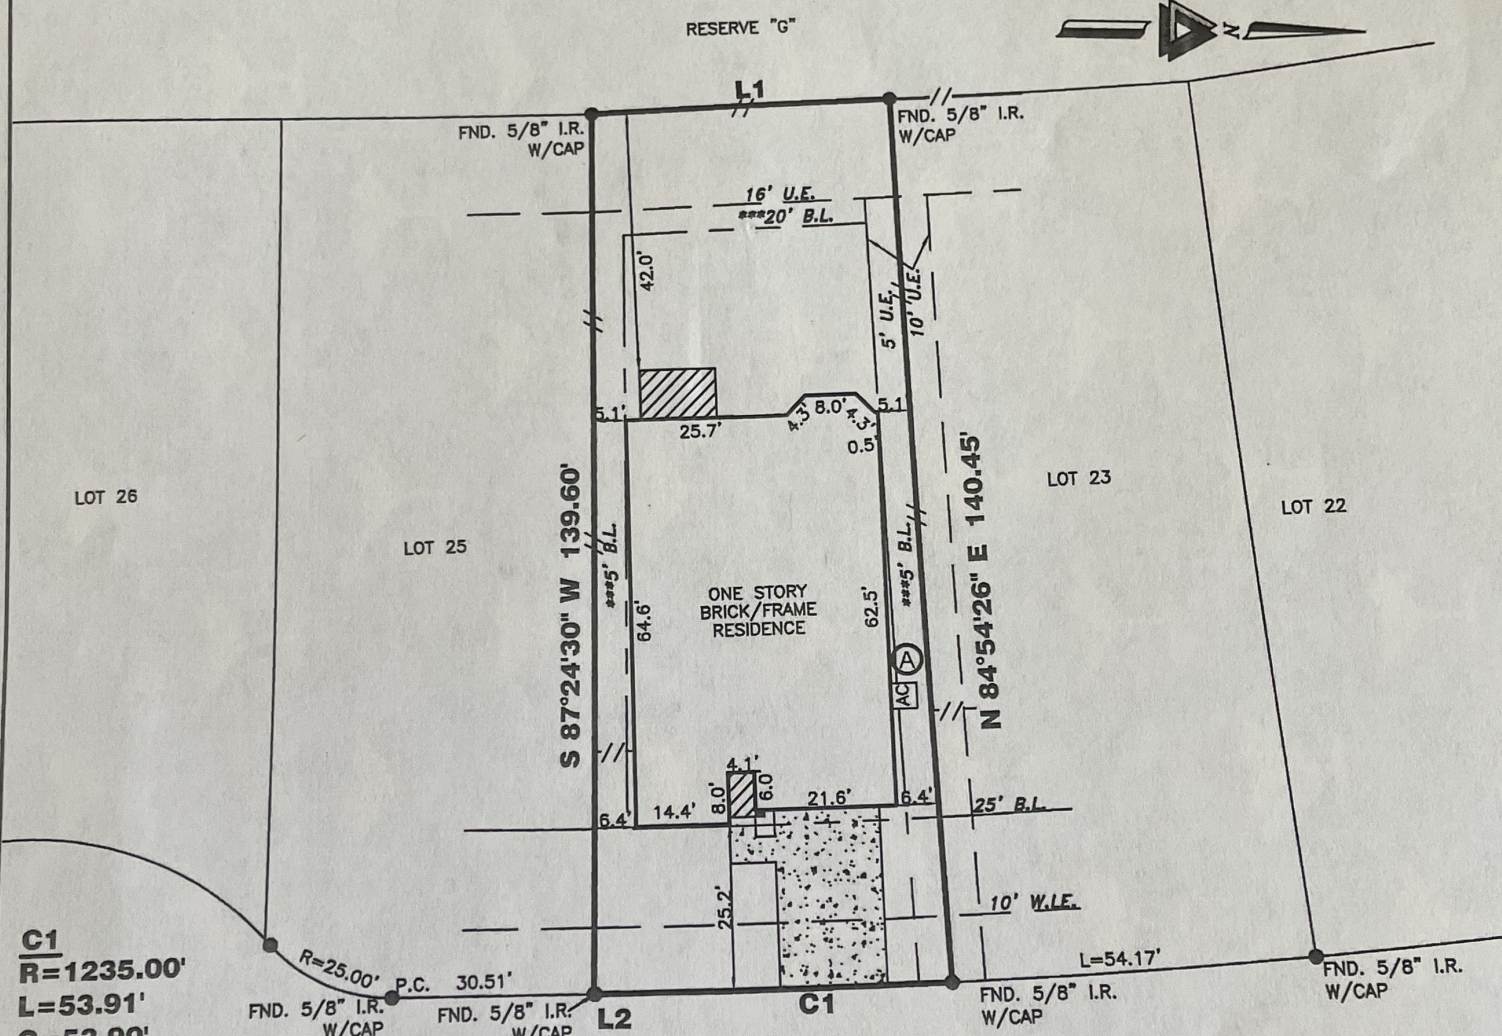 RESERVE "G"
N
L1
FND. 5/8" I.R.
W/CAP
FND. 5/8" I.R.
W/CAP
16' U.E.
***20' B.L.
42.0'
5' U.E.
10' U.E.
5.1'
25.7'
4.3'
8.0'
4.3'
5.1'
0.5'
LOT 26
LOT 25
S 87°24'30" W 139.60'
***5' B.L.
64.6'
ONE STORY
BRICK/FRAME
RESIDENCE
62.5'
***5' B.L.
N 84°54'26" E 140.45'
LOT 23
LOT 22
A
AC
4.1'
8.0'
6.0'
6.4'
14.4'
21.6'
6.4'
25' B.L.
25.2'
10' W.L.E.
C1
R=1235.00'
L=53.91'
R=25.00'
P.C.
30.51'
FND. 5/8" I.R.
W/CAP
FND. 5/8" I.R.
W/CAP
L2
C1
FND. 5/8" I.R.
W/CAP
L=54.17'
FND. 5/8" I.R.
W/CAP